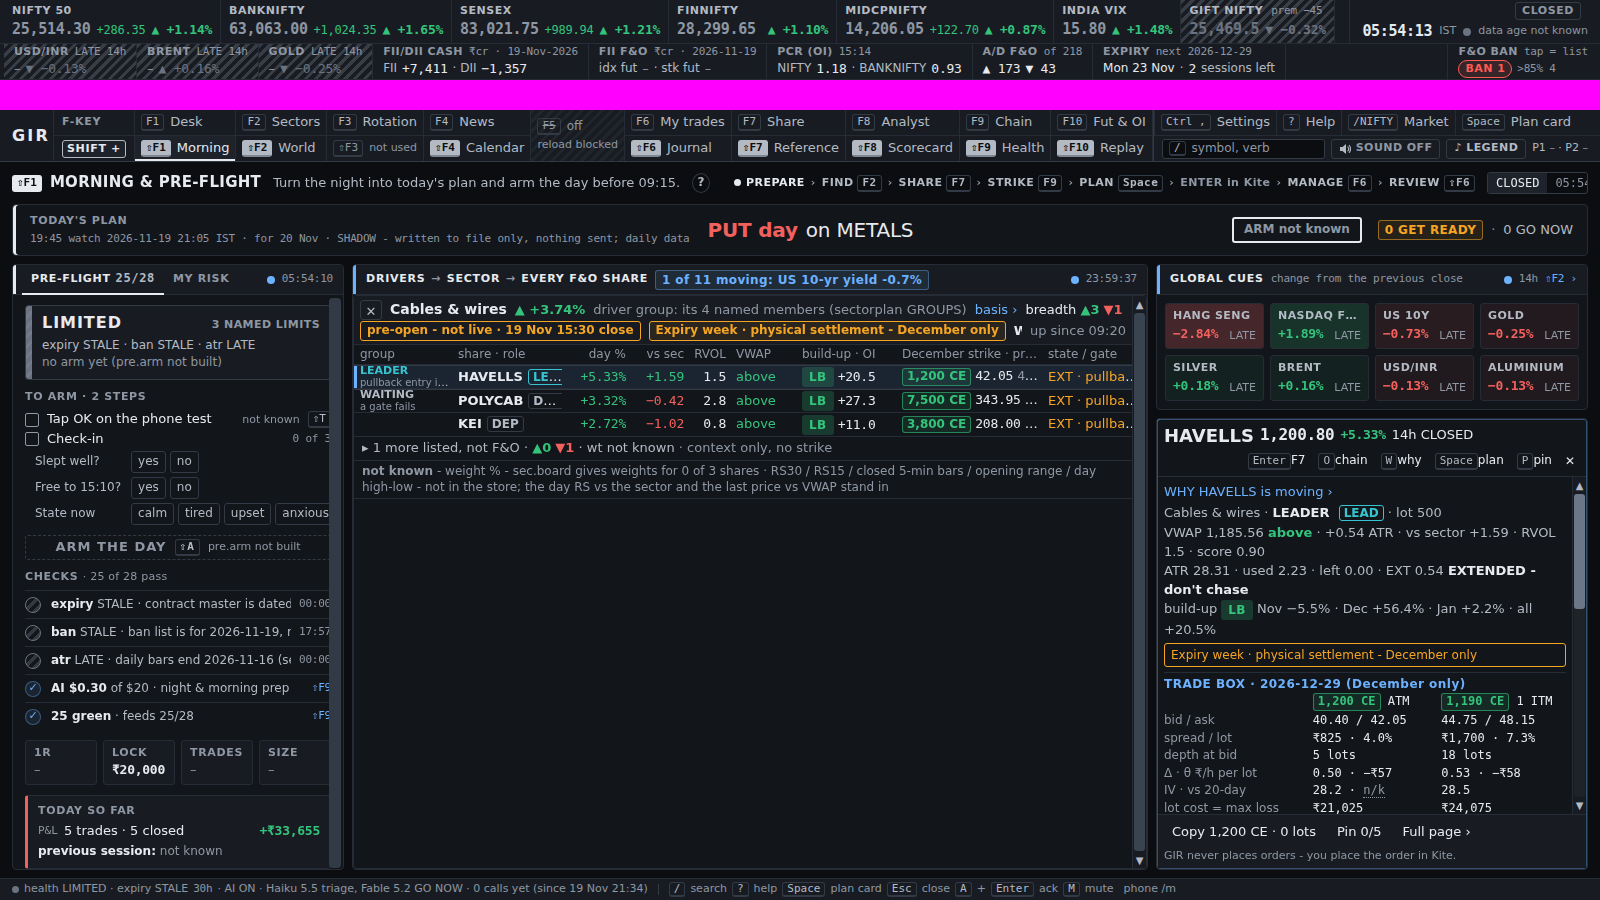 NIFTY 50
25,514.30 +286.35 ▲ +1.14%
BANKNIFTY
63,063.00 +1,024.35 ▲ +1.65%
SENSEX
83,021.75 +989.94 ▲ +1.21%
FINNIFTY
28,299.65 ▲ +1.10%
MIDCPNIFTY
14,206.05 +122.70 ▲ +0.87%
INDIA VIX
15.80 ▲ +1.48%
GIFT NIFTY prem −45
25,469.5 ▼ −0.32%
CLOSED
05:54:13 IST data age not known
USD/INR LATE 14h
– ▼ −0.13%
BRENT LATE 14h
– ▲ +0.16%
GOLD LATE 14h
– ▼ −0.25%
FII/DII CASH ₹cr · 19-Nov-2026
FII +7,411 · DII −1,357
FII F&O ₹cr · 2026-11-19
idx fut – · stk fut –
PCR (OI) 15:14
NIFTY 1.18 · BANKNIFTY 0.93
A/D F&O of 218
▲ 173 ▼ 43
EXPIRY next 2026-12-29
Mon 23 Nov · 2 sessions left
F&O BAN tap = list
BAN 1 >85% 4
GIR
F-KEY
F1 Desk
F2 Sectors
F3 Rotation
F4 News
F5 off
reload blocked
F6 My trades
F7 Share
F8 Analyst
F9 Chain
F10 Fut & OI
Ctrl , Settings
? Help
/NIFTY Market
Space Plan card
SHIFT +
⇧F1 Morning
⇧F2 World
⇧F3 not used
⇧F4 Calendar
⇧F6 Journal
⇧F7 Reference
⇧F8 Scorecard
⇧F9 Health
⇧F10 Replay
/ symbol, verb
SOUND OFF
♪ LEGEND
P1 – · P2 –
⇧F1 MORNING & PRE-FLIGHT Turn the night into today's plan and arm the day before 09:15. ?
● PREPARE › FIND F2 › SHARE F7 › STRIKE F9 › PLAN Space › ENTER in Kite › MANAGE F6 › REVIEW ⇧F6
CLOSED 05:54
TODAY'S PLAN
19:45 watch 2026-11-19 21:05 IST · for 20 Nov · SHADOW - written to file only, nothing sent; daily data
PUT day on METALS
ARM not known
0 GET READY · 0 GO NOW
PRE-FLIGHT 25/28
MY RISK
05:54:10
LIMITED
3 NAMED LIMITS
expiry STALE · ban STALE · atr LATE
no arm yet (pre.arm not built)
TO ARM · 2 STEPS
Tap OK on the phone test not known ⇧T
Check-in 0 of 3
Slept well? yes no
Free to 15:10? yes no
State now calm tired upset anxious
ARM THE DAY ⇧A pre.arm not built
CHECKS · 25 of 28 pass
expiry STALE · contract master is dated 00:00
ban STALE · ban list is for 2026-11-19, 17:57
atr LATE · daily bars end 2026-11-16 00:00
AI $0.30 of $20 · night & morning prep ⇧F9
25 green · feeds 25/28 ⇧F9
1R
–
LOCK
₹20,000
TRADES
–
SIZE
–
TODAY SO FAR
P&L 5 trades · 5 closed +₹33,655
previous session: not known
DRIVERS → SECTOR → EVERY F&O SHARE 1 of 11 moving: US 10-yr yield -0.7%
23:59:37
× Cables & wires ▲ +3.74% driver group: its 4 named members (sectorplan GROUPS) basis › breadth ▲3 ▼1
pre-open - not live · 19 Nov 15:30 close Expiry week · physical settlement - December only up since 09:20
group share · role day % vs sec RVOL VWAP build-up · OI December strike · pr… state / gate
LEADER
pullback entry i…
HAVELLS LE… +5.33% +1.59 1.5 above LB +20.5 1,200 CE 42.05 4… EXT · pullba…
WAITING
a gate fails
POLYCAB D… +3.32% −0.42 2.8 above LB +27.3 7,500 CE 343.95 … EXT · pullba…
KEI DEP +2.72% −1.02 0.8 above LB +11.0 3,800 CE 208.00 … EXT · pullba…
▸ 1 more listed, not F&O · ▲0 ▼1 · wt not known · context only, no strike
not known - weight % - sec.board gives weights for 0 of 3 shares · RS30 / RS15 / closed 5-min bars / opening range / day
high-low - not in the store; the day RS vs the sector and the last price vs VWAP stand in
GLOBAL CUES change from the previous close
14h ⇧F2 ›
HANG SENG
−2.84% LATE
NASDAQ F…
+1.89% LATE
US 10Y
−0.73% LATE
GOLD
−0.25% LATE
SILVER
+0.18% LATE
BRENT
+0.16% LATE
USD/INR
−0.13% LATE
ALUMINIUM
−0.13% LATE
HAVELLS 1,200.80 +5.33% 14h CLOSED
Enter F7 O chain W why Space plan P pin ✕
WHY HAVELLS is moving ›
Cables & wires · LEADER LEAD · lot 500
VWAP 1,185.56 above · +0.54 ATR · vs sector +1.59 · RVOL
1.5 · score 0.90
ATR 28.31 · used 2.23 · left 0.00 · EXT 0.54 EXTENDED -
don't chase
build-up LB Nov −5.5% · Dec +56.4% · Jan +2.2% · all
+20.5%
Expiry week · physical settlement - December only
TRADE BOX · 2026-12-29 (December only)
1,200 CE ATM 1,190 CE 1 ITM
bid / ask 40.40 / 42.05 44.75 / 48.15
spread / lot ₹825 · 4.0% ₹1,700 · 7.3%
depth at bid 5 lots 18 lots
Δ · θ ₹/h per lot 0.50 · −₹57 0.53 · −₹58
IV · vs 20-day 28.2 · n/k 28.5
lot cost = max loss ₹21,025 ₹24,075
Copy 1,200 CE · 0 lots Pin 0/5 Full page ›
GIR never places orders - you place the order in Kite.
health LIMITED · expiry STALE 30h · AI ON · Haiku 5.5 triage, Fable 5.2 GO NOW · 0 calls yet (since 19 Nov 21:34) / search ? help Space plan card Esc close A + Enter ack M mute phone /m